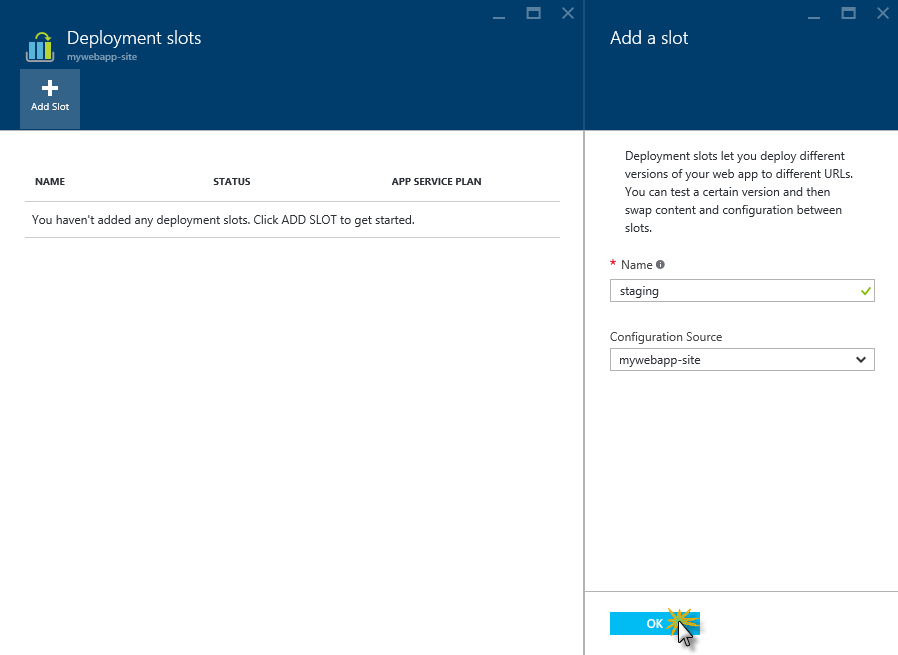 Deployment slots
mywebapp-site
Add Slot
NAME STATUS APP SERVICE PLAN
You haven't added any deployment slots. Click ADD SLOT to get started.
Add a slot
Deployment slots let you deploy different
versions of your web app to different URLs.
You can test a certain version and then
swap content and configuration between
slots.
* Name
staging
Configuration Source
mywebapp-site
OK